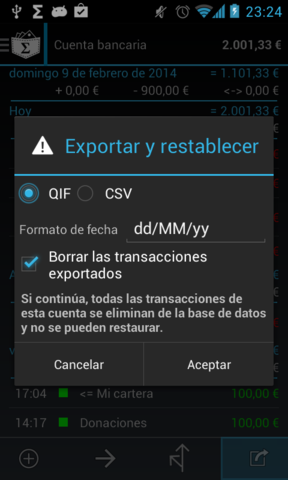 23:24
Cuenta bancaria 2.001,33 €
domingo 9 de febrero de 2014 = 1.101,33 €
+ 0,00 € - 900,00 € <-> 0,00 €
Hoy = 2.001,33 €
Exportar y restablecer
QIF CSV
Formato de fecha dd/MM/yy
Borrar las transacciones
exportados
Si continúa, todas las transacciones de
esta cuenta se eliminan de la base de datos
y no se pueden restaurar.
Cancelar Aceptar
17:04 <= Mi cartera 100,00 €
14:17 Donaciones 100,00 €